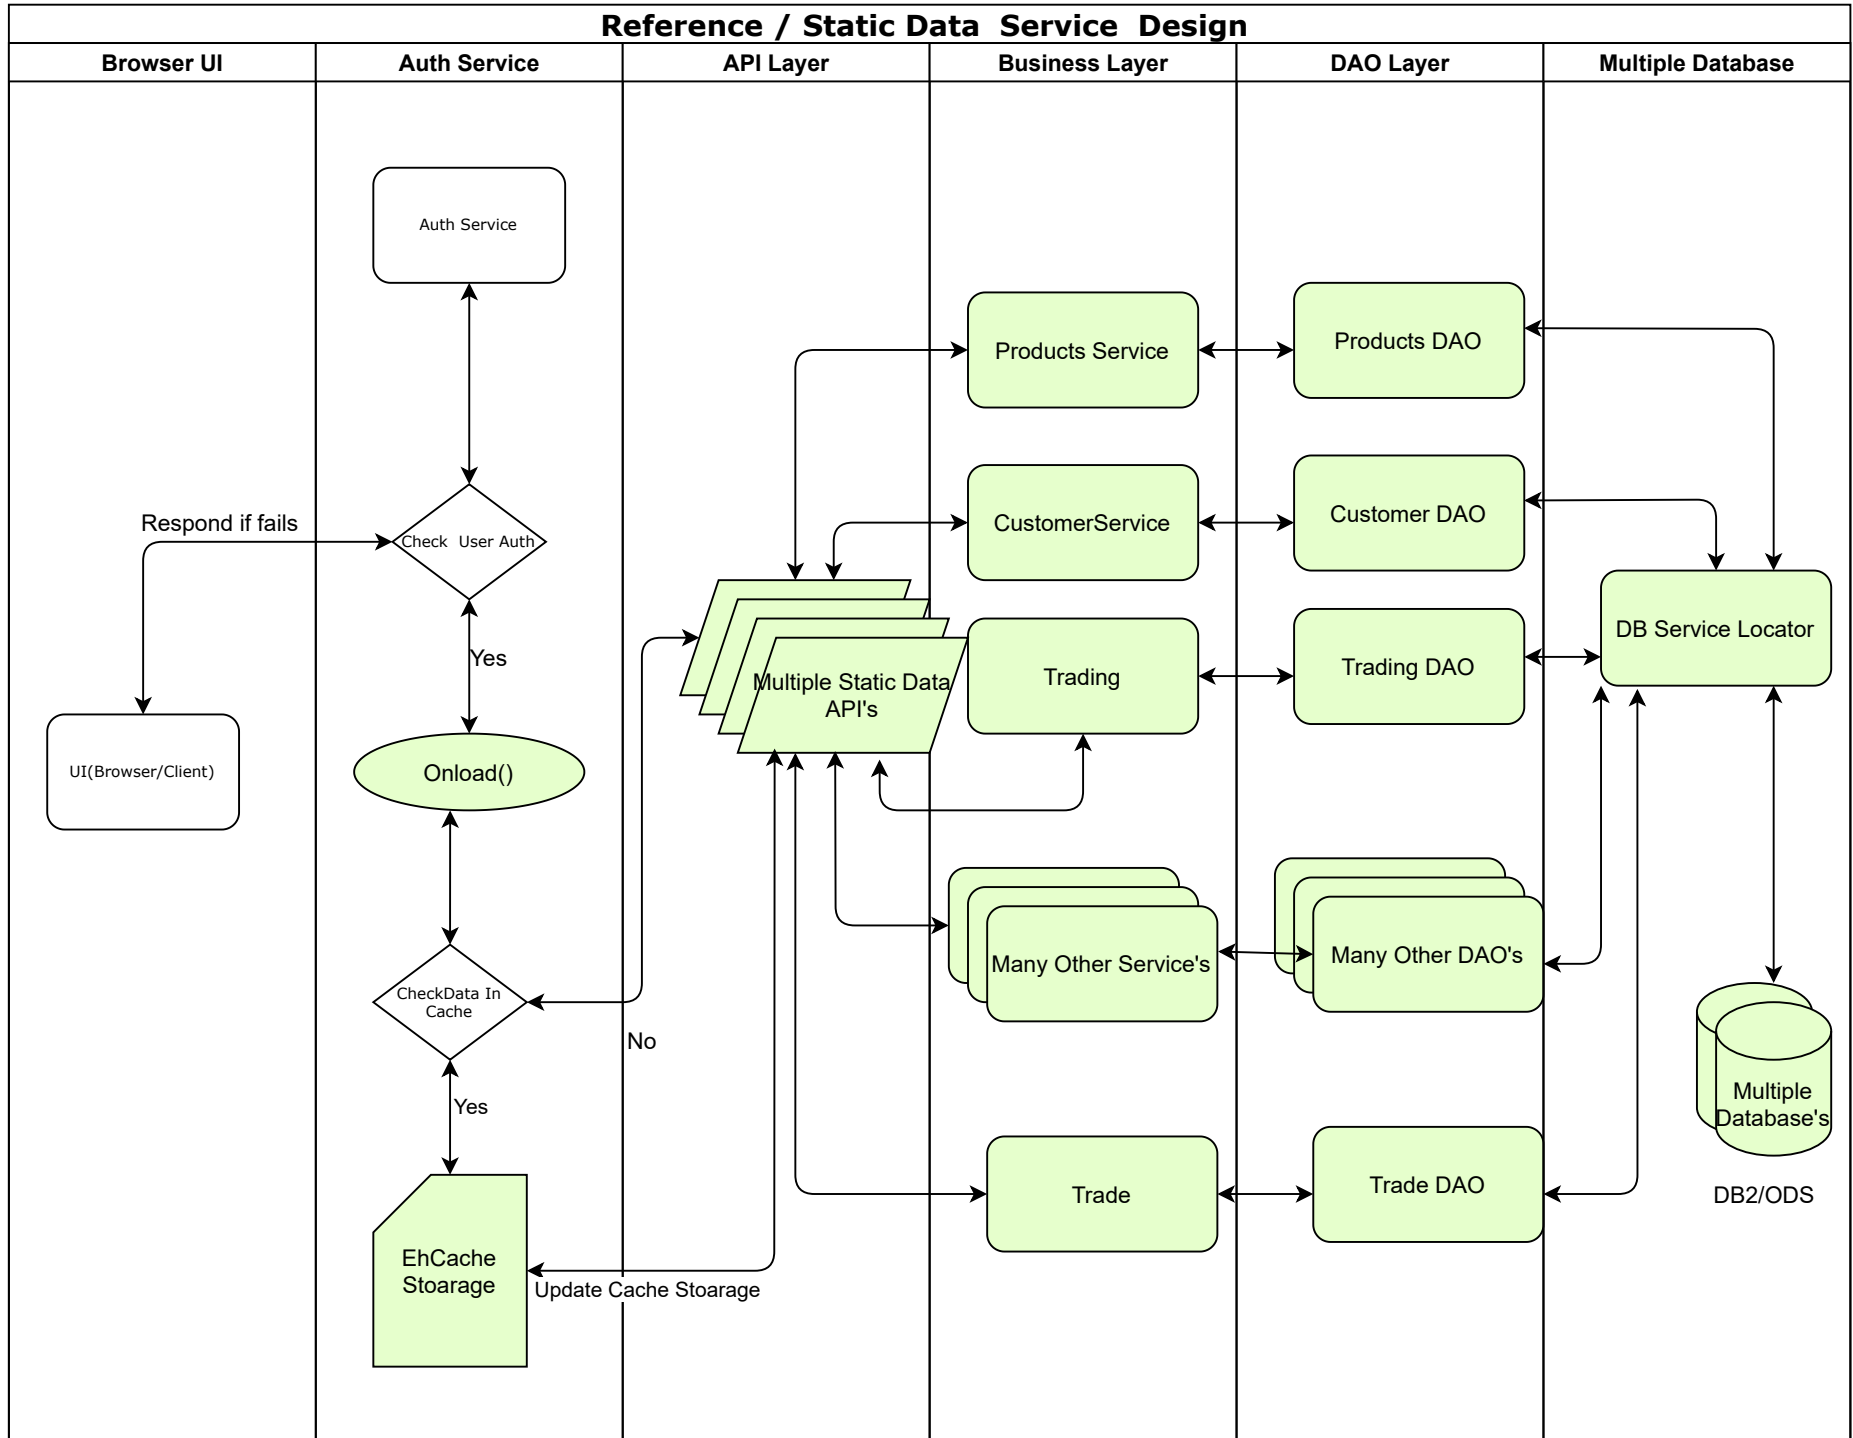 Reference / Static Data Service Design
Browser UI
Auth Service
API Layer
Business Layer
DAO Layer
Multiple Database
Auth Service
Products Service
Products DAO
Respond if fails
Check User Auth
CustomerService
Customer DAO
DB Service Locator
Yes
Multiple Static Data
API's
Trading
Trading DAO
UI(Browser/Client)
Onload()
Many Other Service's
Many Other DAO's
CheckData In
Cache
No
Yes
Multiple
Database's
Trade
Trade DAO
DB2/ODS
EhCache
Stoarage
Update Cache Stoarage